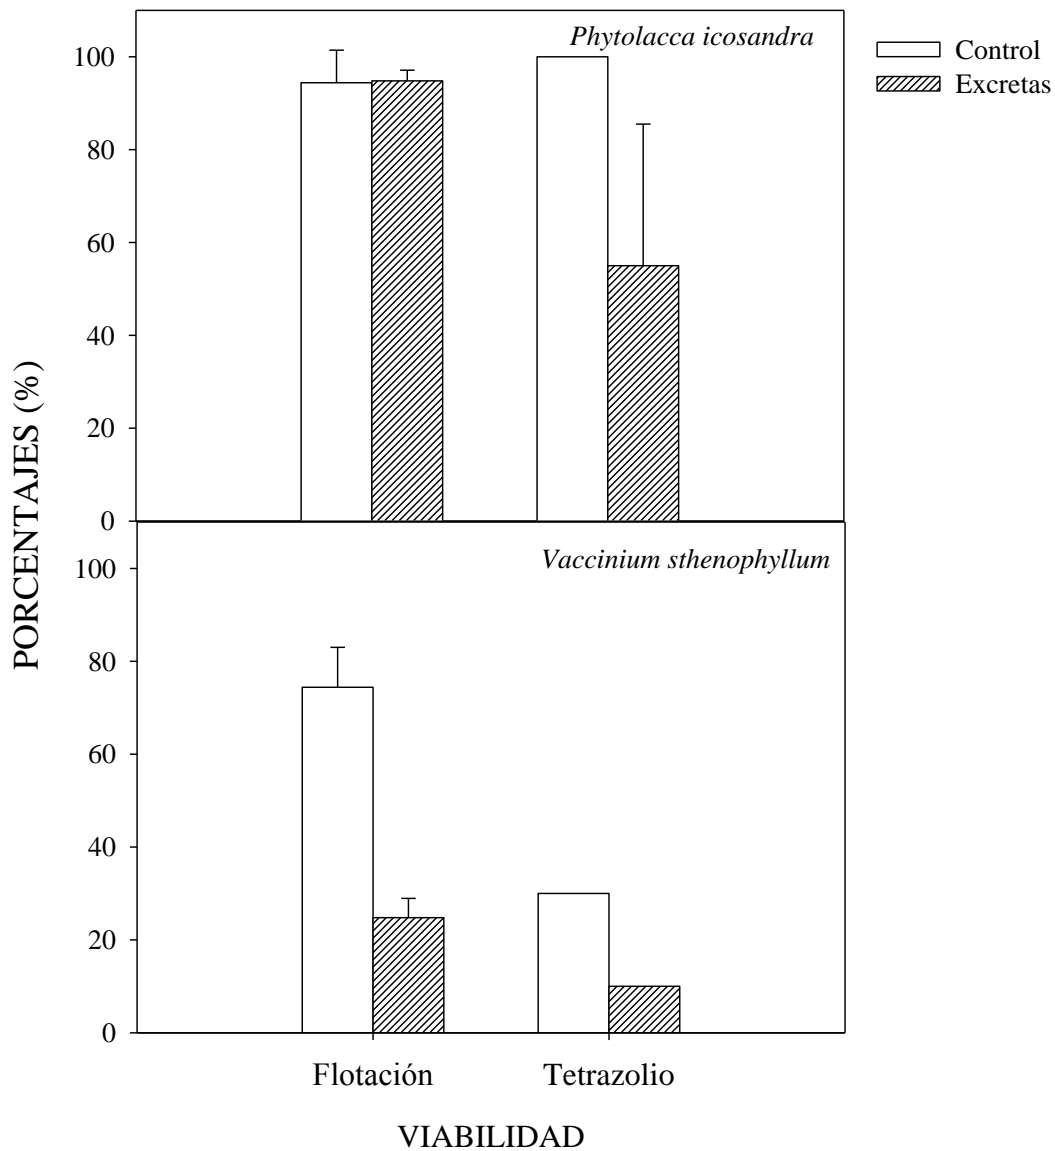 Phytolacca icosandra
Control
Excretas
100
80
60
40
20
0
Vaccinium sthenophyllum
100
80
60
40
20
0
PORCENTAJES (%)
Flotación Tetrazolio
VIABILIDAD